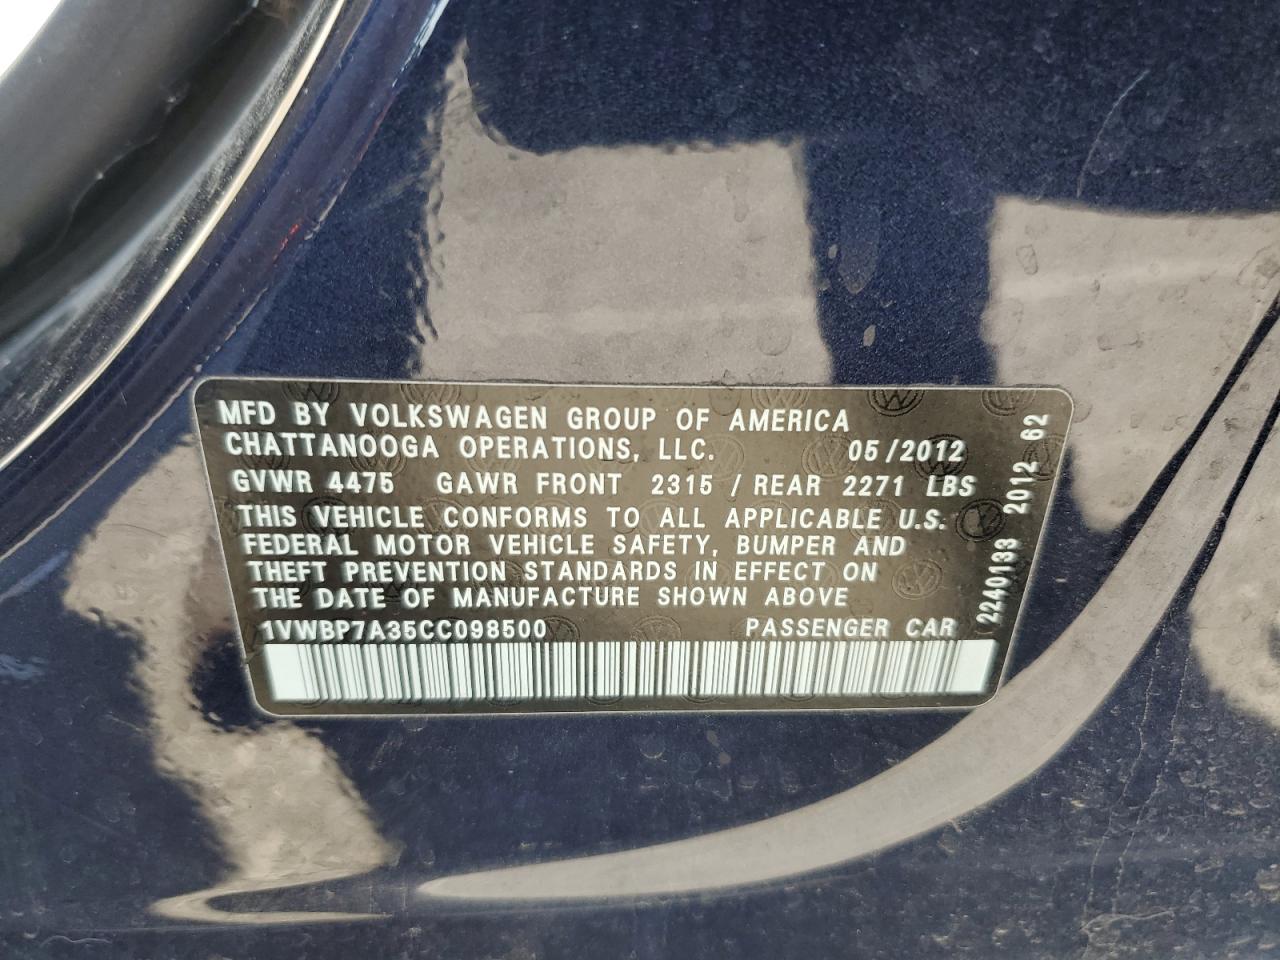 MFD BY VOLKSWAGEN GROUP OF AMERICA
CHATTANOOGA OPERATIONS, LLC. 05/2012
GVWR 4475 GAWR FRONT 2315 / REAR 2271 LBS
THIS VEHICLE CONFORMS TO ALL APPLICABLE U.S.
FEDERAL MOTOR VEHICLE SAFETY, BUMPER AND
THEFT PREVENTION STANDARDS IN EFFECT ON
THE DATE OF MANUFACTURE SHOWN ABOVE
1VWBP7A35CC098500 PASSENGER CAR
2240133 2012 62